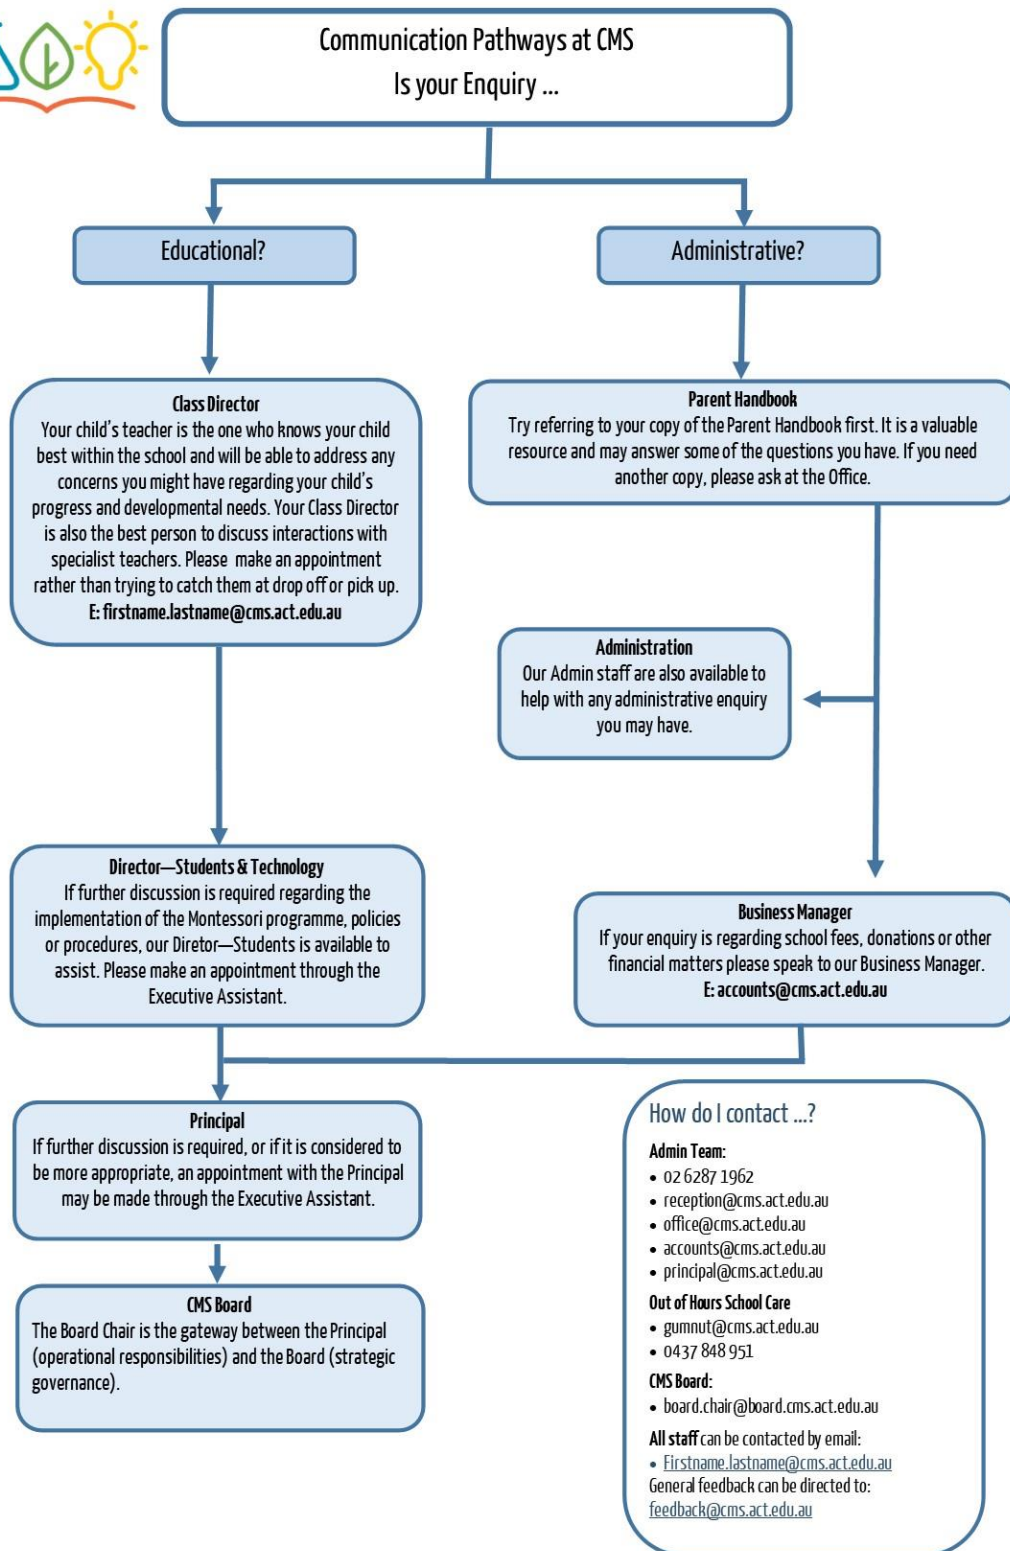 Communication Pathways at CMS
Is your Enquiry ...
Educational?
Administrative?
Class Director
Your child's teacher is the one who knows your child
best within the school and will be able to address any
concerns you might have regarding your child's
progress and developmental needs. Your Class Director
is also the best person to discuss interactions with
specialist teachers. Please make an appointment
rather than trying to catch them at drop off or pick up.
E: firstname.lastname@cms.act.edu.au
Parent Handbook
Try referring to your copy of the Parent Handbook first. It is a valuable
resource and may answer some of the questions you have. If you need
another copy, please ask at the Office.
Administration
Our Admin staff are also available to
help with any administrative enquiry
you may have.
Director—Students & Technology
If further discussion is required regarding the
implementation of the Montessori programme, policies
or procedures, our Diretor—Students is available to
assist. Please make an appointment through the
Executive Assistant.
Business Manager
If your enquiry is regarding school fees, donations or other
financial matters please speak to our Business Manager.
E: accounts@cms.act.edu.au
Principal
If further discussion is required, or if it is considered to
be more appropriate, an appointment with the Principal
may be made through the Executive Assistant.
CMS Board
The Board Chair is the gateway between the Principal
(operational responsibilities) and the Board (strategic
governance).
How do I contact ...?
Admin Team:
• 02 6287 1962
• reception@cms.act.edu.au
• office@cms.act.edu.au
• accounts@cms.act.edu.au
• principal@cms.act.edu.au
Out of Hours School Care
• gumnut@cms.act.edu.au
• 0437 848 951
CMS Board:
• board.chair@board.cms.act.edu.au
All staff can be contacted by email:
• Firstname.lastname@cms.act.edu.au
General feedback can be directed to:
feedback@cms.act.edu.au